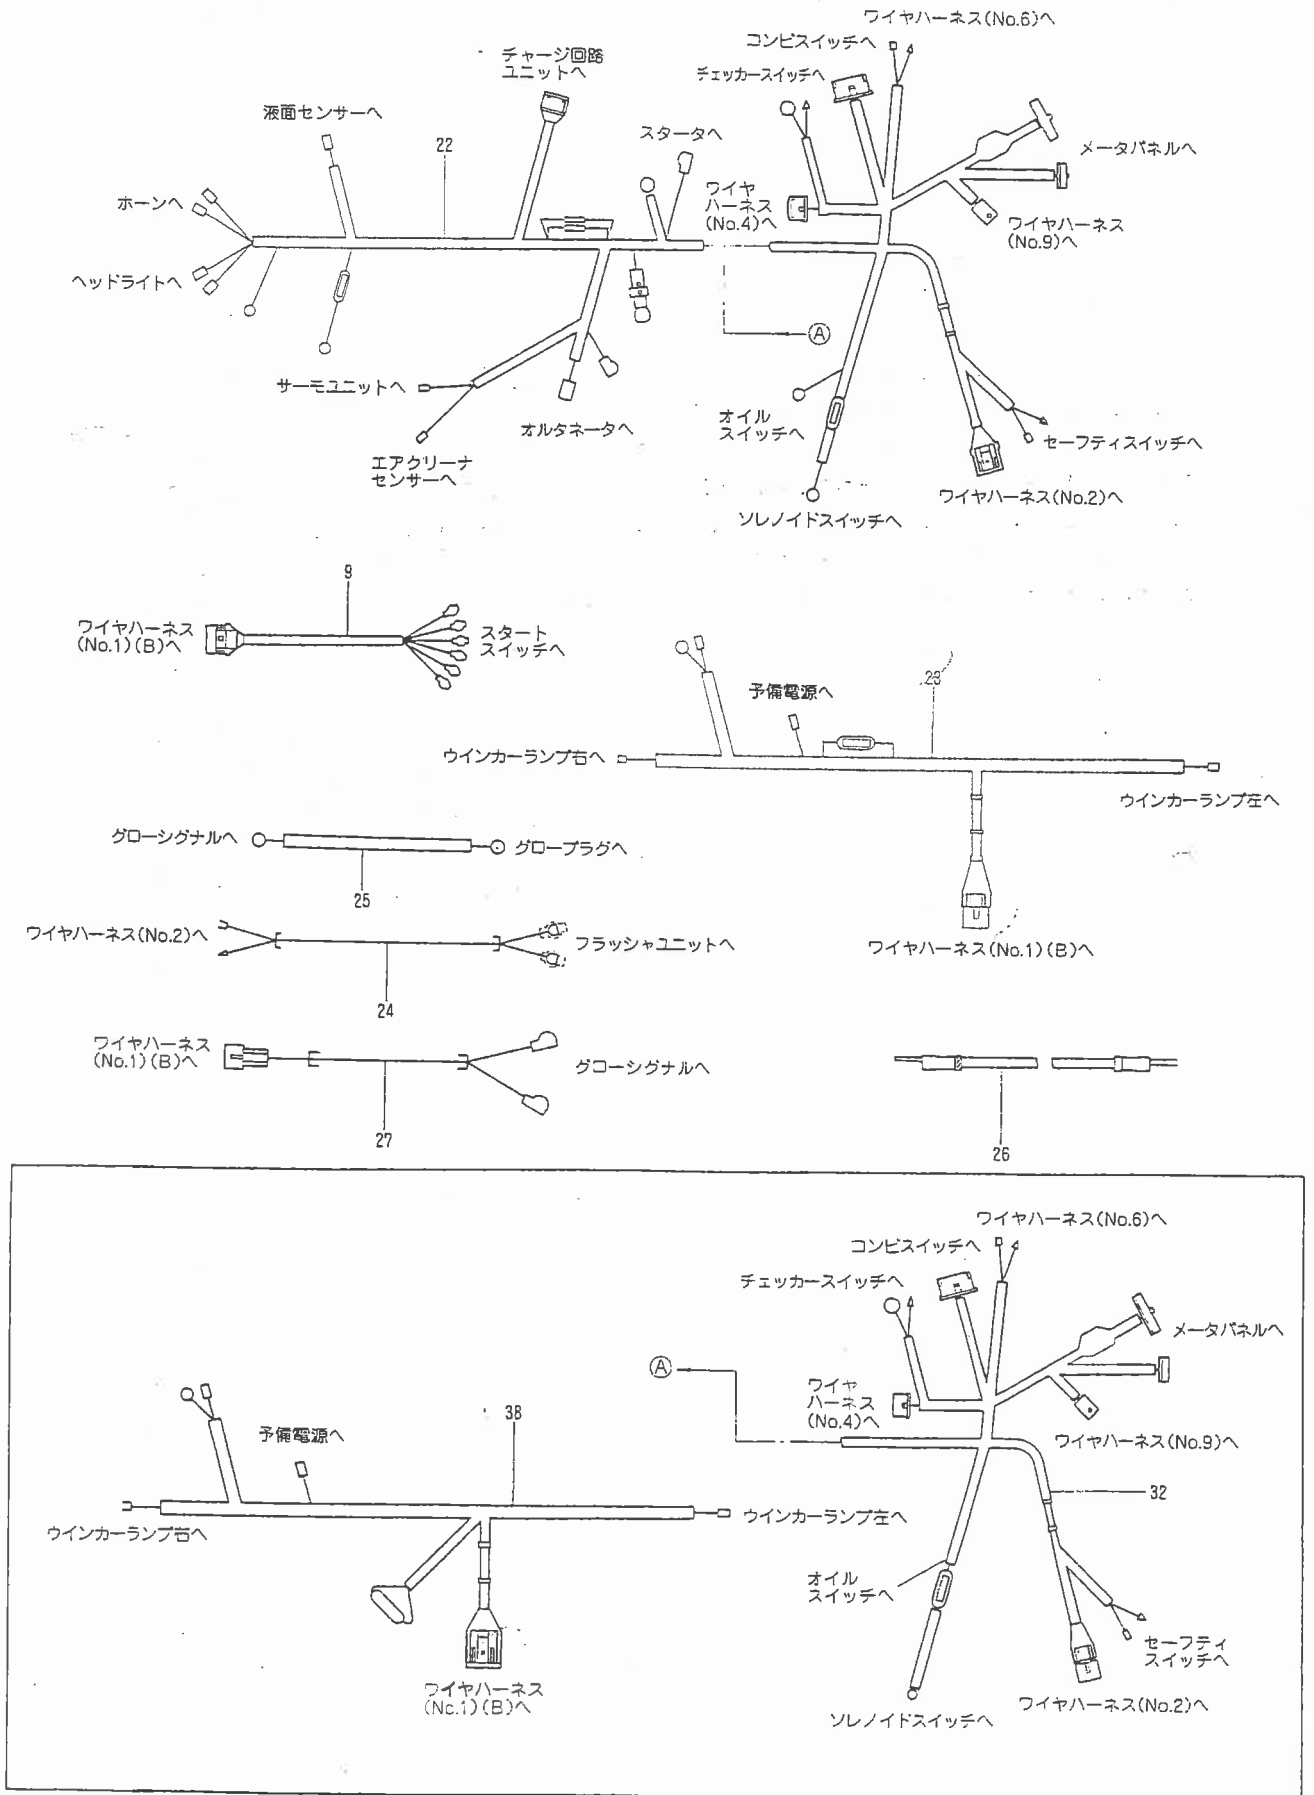 ワイヤハーネス(No.6)へ
コンビスイッチへ
チェッカースイッチへ
チャージ回路
ユニットへ
液面センサーへ
22
スタータへ
メータパネルへ
ホーンへ
ワイヤ
ハーネス
(No.4)へ
ワイヤハーネス
(No.9)へ
ヘッドライトへ
A
サーモユニットへ
オルタネータへ
オイル
スイッチへ
セーフティスイッチへ
エアクリーナ
センサーへ
ワイヤハーネス(No.2)へ
ソレノイドスイッチへ
9
ワイヤハーネス
(No.1)(B)へ
スタート
スイッチへ
予備電源へ
23
ウインカーランプ右へ
ウインカーランプ左へ
グローシグナルへ
グロープラグへ
25
ワイヤハーネス(No.2)へ
フラッシャユニットへ
ワイヤハーネス(No.1)(B)へ
24
ワイヤハーネス
(No.1)(B)へ
グローシグナルへ
27
26
ワイヤハーネス(No.6)へ
コンビスイッチへ
チェッカースイッチへ
メータパネルへ
A
ワイヤ
ハーネス
(No.4)へ
38
予備電源へ
ワイヤハーネス(No.9)へ
32
ウインカーランプ右へ
ウインカーランプ左へ
オイル
スイッチへ
セーフティ
スイッチへ
ワイヤハーネス
(No.1)(B)へ
ワイヤハーネス(No.2)へ
ソレノイドスイッチへ